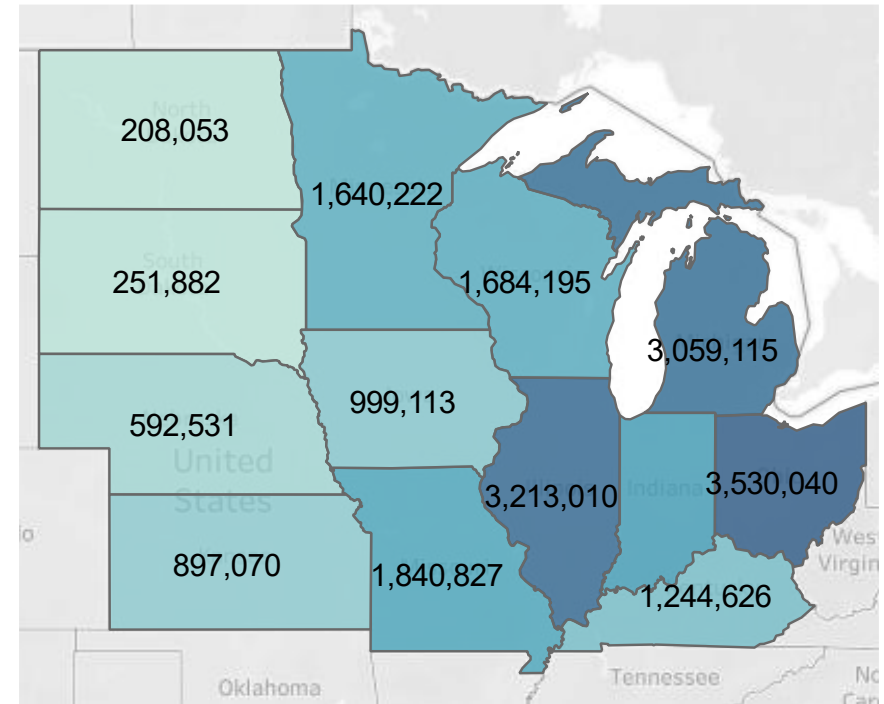 North
208,053
1,640,222
South
251,882
1,684,195
3,059,115
999,113
592,531
United
States
3,213,010
Indiana
3,530,040
West
Virgin
897,070
1,840,827
1,244,626
Tennessee
Oklahoma